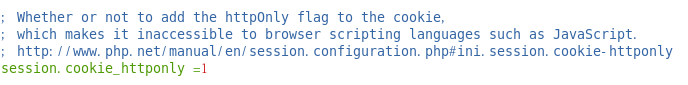 ; Whether or not to add the httpOnly flag to the cookie,
; which makes it inaccessible to browser scripting languages such as JavaScript.
; http://www.php.net/manual/en/session.configuration.php#ini.session.cookie-httponly
session.cookie_httponly =1